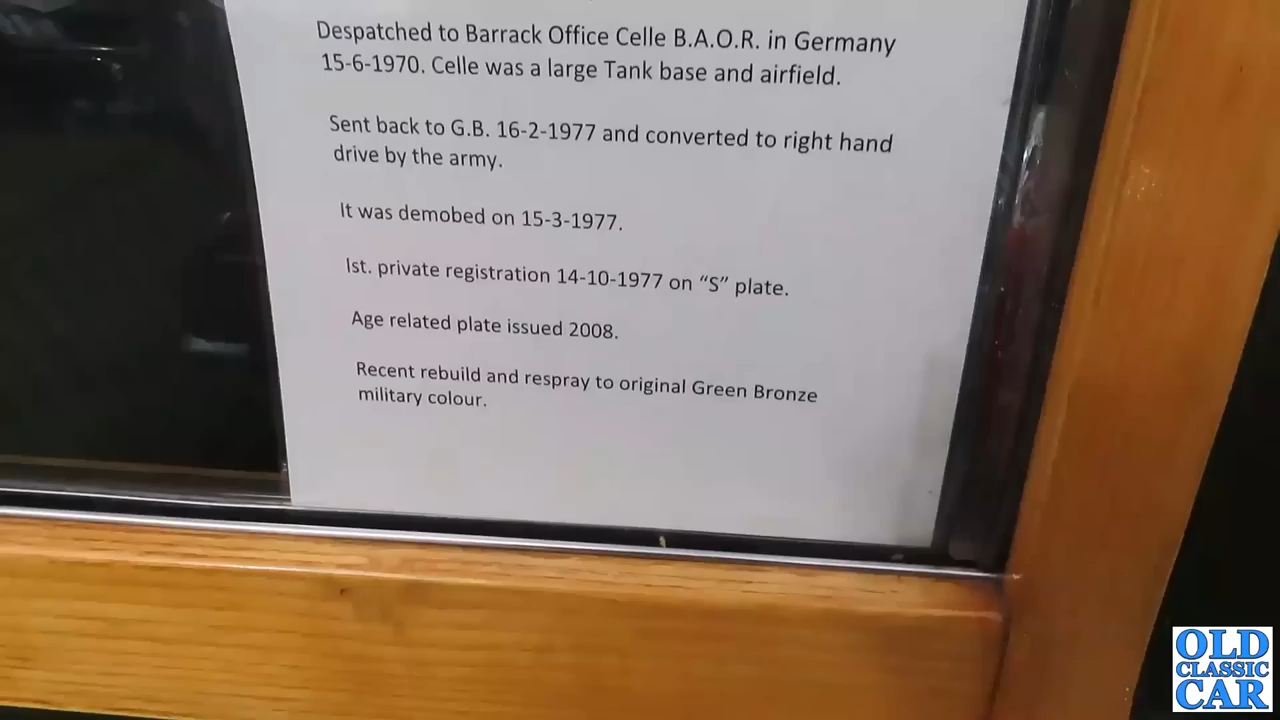 Despatched to Barrack Office Celle B.A.O.R. in Germany
15-6-1970. Celle was a large Tank base and airfield.
Sent back to G.B. 16-2-1977 and converted to right hand
drive by the army.
It was demobed on 15-3-1977.
Ist. private registration 14-10-1977 on “S” plate.
Age related plate issued 2008.
Recent rebuild and respray to original Green Bronze
military colour.
OLD
CLASSIC
CAR